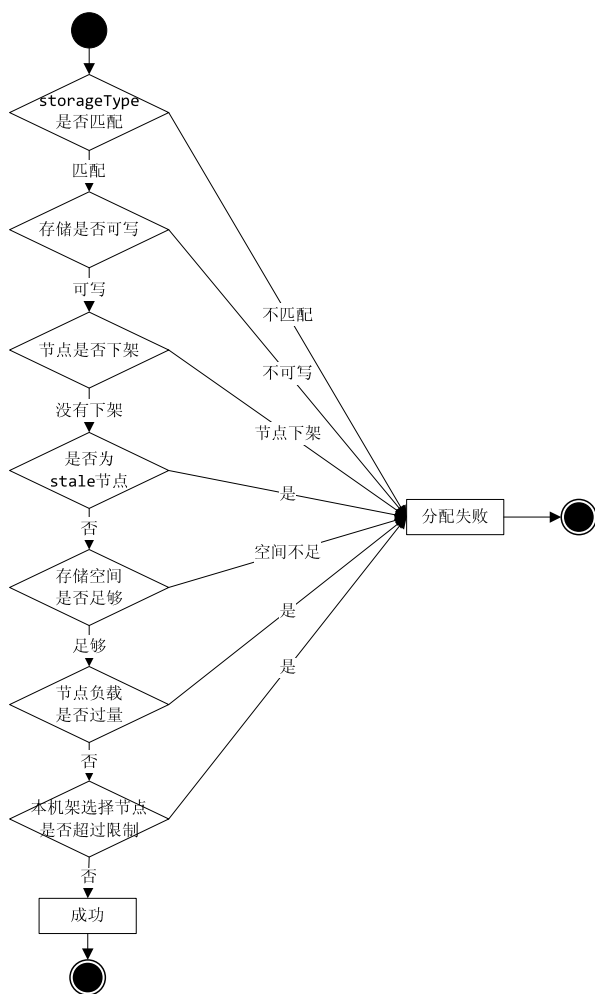 storageType
是否匹配
匹配
存储是否可写
可写
不匹配
节点是否下架
不可写
没有下架
节点下架
是否为
stale节点
是
分配失败
否
空间不足
存储空间
是否足够
是
足够
是
节点负载
是否过量
否
本机架选择节点
是否超过限制
否
成功